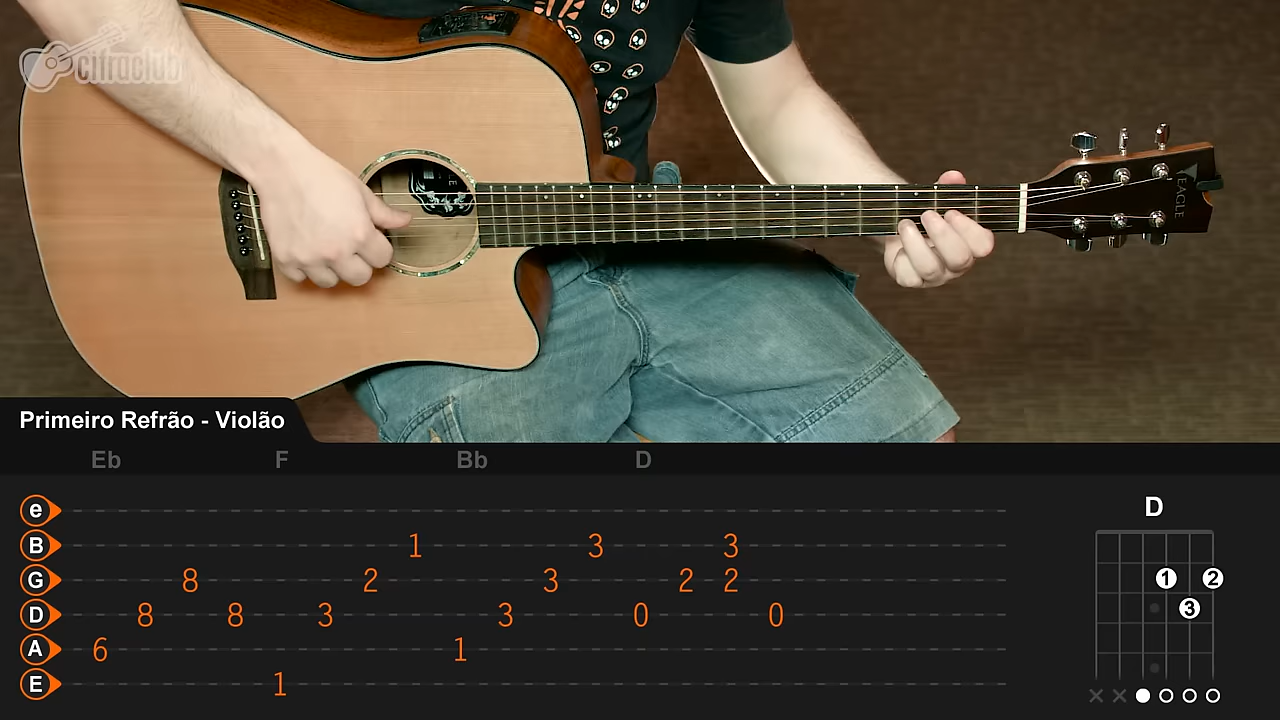 cifraclub
EAGLE
Primeiro Refrão - Violão
Eb F Bb D
D
e
B 1 3 3
G 8 2 3 2 2
D 8 8 3 3 0 0
A 6 1
E 1
1 2
3